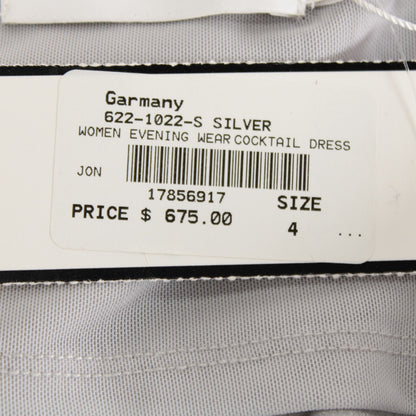 Garmany
622-1022-S SILVER
WOMEN EVENING WEAR COCKTAIL DRESS
JON
17856917
SIZE
PRICE $ 675.00
4 ...